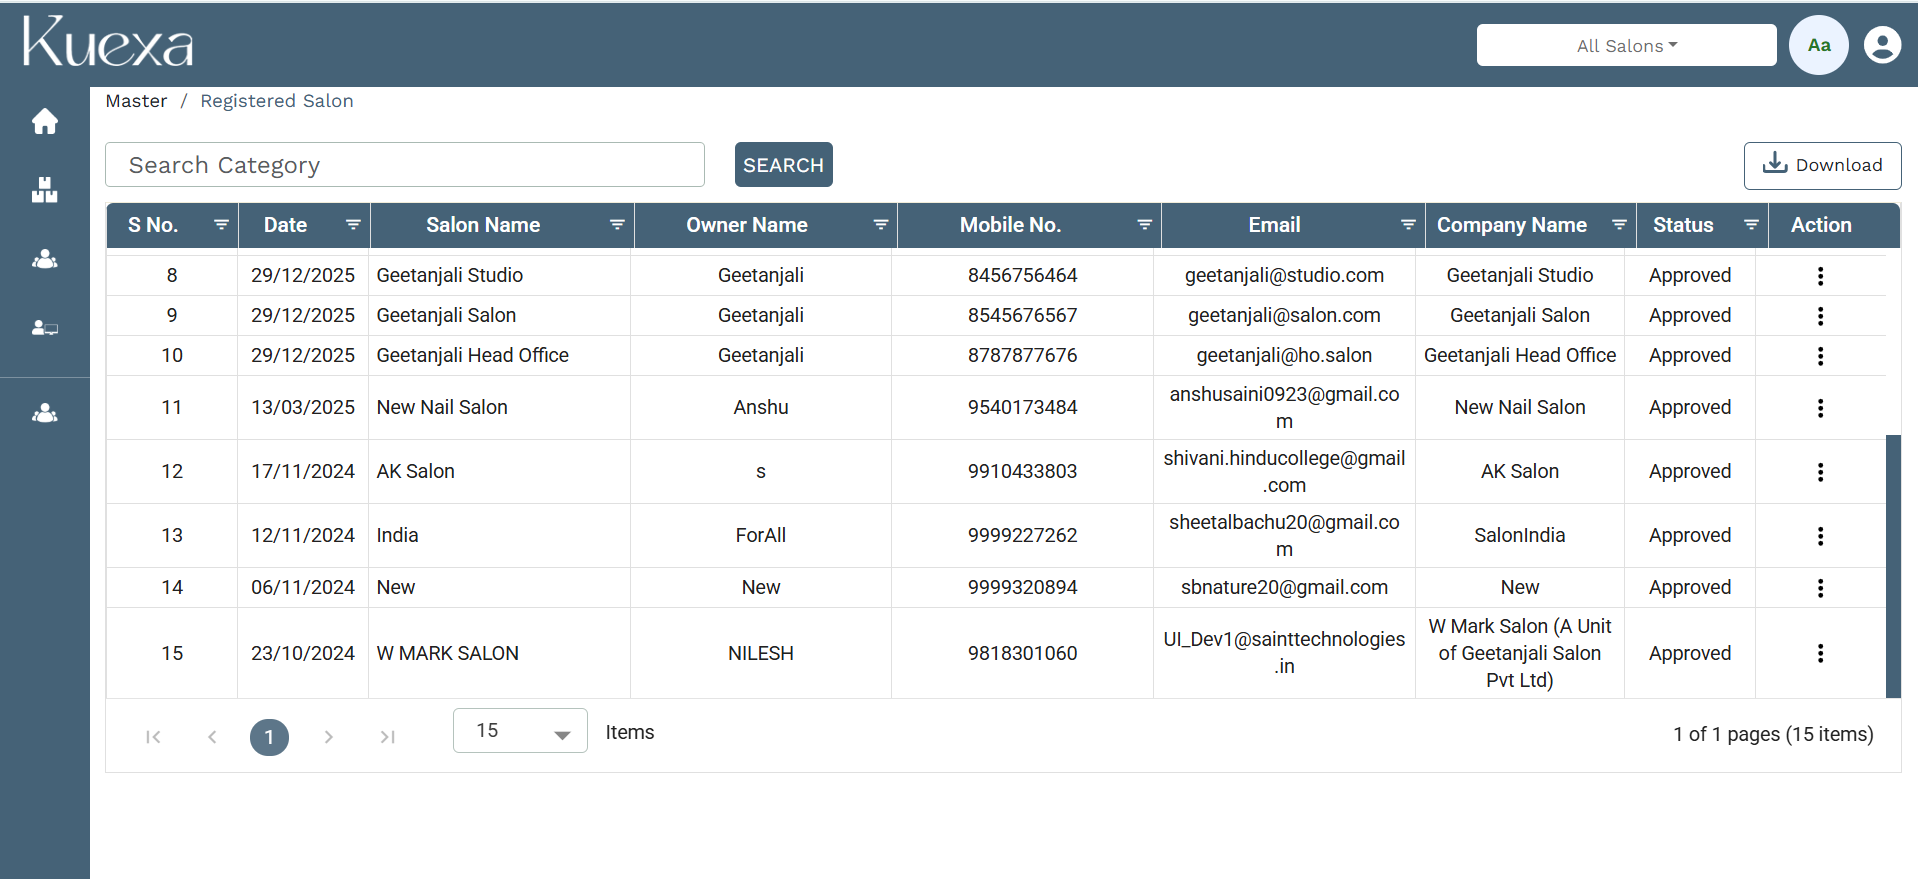 Kuexa
All Salons
Aa
Master / Registered Salon
Search Category
SEARCH
Download
S No. Date Salon Name Owner Name Mobile No. Email Company Name Status Action
8 29/12/2025 Geetanjali Studio Geetanjali 8456756464 geetanjali@studio.com Geetanjali Studio Approved
9 29/12/2025 Geetanjali Salon Geetanjali 8545676567 geetanjali@salon.com Geetanjali Salon Approved
10 29/12/2025 Geetanjali Head Office Geetanjali 8787877676 geetanjali@ho.salon Geetanjali Head Office Approved
11 13/03/2025 New Nail Salon Anshu 9540173484 anshusaini0923@gmail.co
m New Nail Salon Approved
12 17/11/2024 AK Salon s 9910433803 shivani.hinducollege@gmail
.com AK Salon Approved
13 12/11/2024 India ForAll 9999227262 sheetalbachu20@gmail.co
m SalonIndia Approved
14 06/11/2024 New New 9999320894 sbnature20@gmail.com New Approved
15 23/10/2024 W MARK SALON NILESH 9818301060 UI_Dev1@sainttechnologies
.in W Mark Salon (A Unit
of Geetanjali Salon
Pvt Ltd) Approved
1 15 Items 1 of 1 pages (15 items)